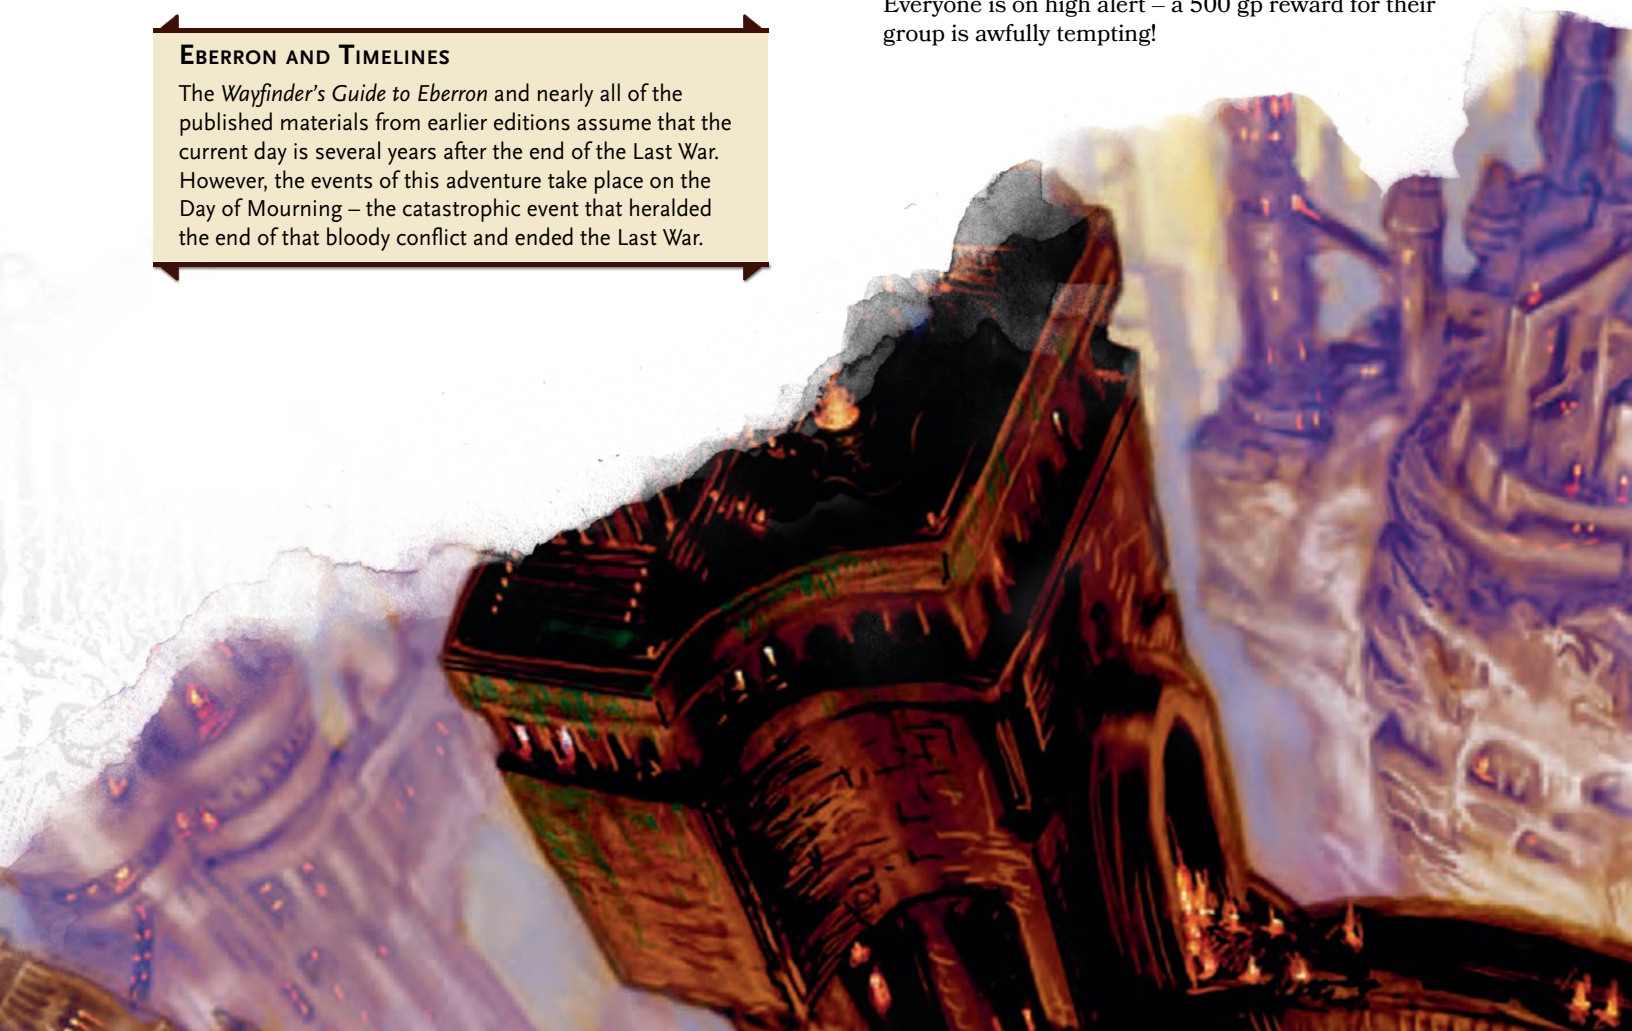 EBERRON AND TIMELINES
The Wayfinder's Guide to Eberron and nearly all of the
published materials from earlier editions assume that the
current day is several years after the end of the Last War.
However, the events of this adventure take place on the
Day of Mourning – the catastrophic event that heralded
the end of that bloody conflict and ended the Last War.
Everyone is on high alert – a 500 gp reward for their
group is awfully tempting!